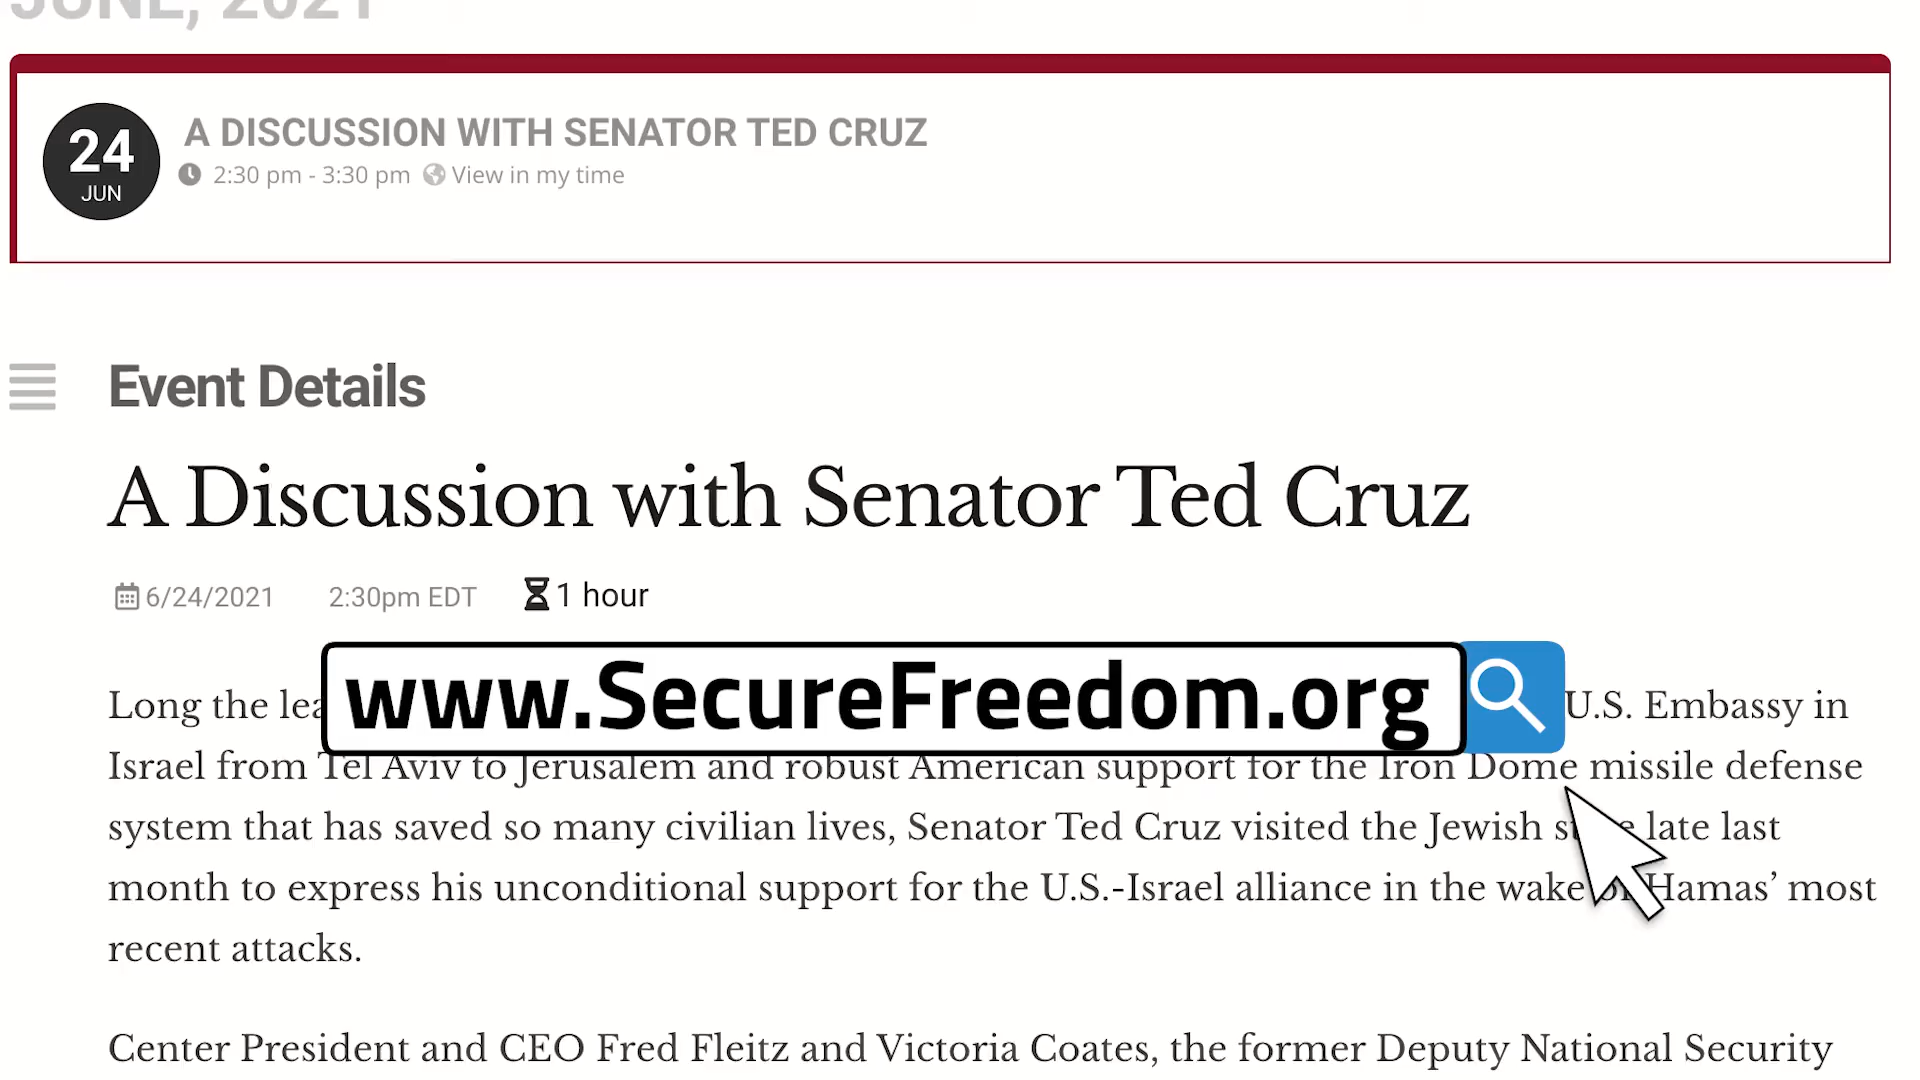 JUNE, 2021
24
JUN
A DISCUSSION WITH SENATOR TED CRUZ
2:30 pm - 3:30 pm View in my time
Event Details
A Discussion with Senator Ted Cruz
6/24/2021 2:30pm EDT 1 hour
www.SecureFreedom.org
Long the U.S. Embassy in
Israel from Tel Aviv to Jerusalem and robust American support for the Iron Dome missile defense
system that has saved so many civilian lives, Senator Ted Cruz visited the Jewish late last
month to express his unconditional support for the U.S.-Israel alliance in the wake Hamas’ most
recent attacks.
Center President and CEO Fred Fleitz and Victoria Coates, the former Deputy National Security